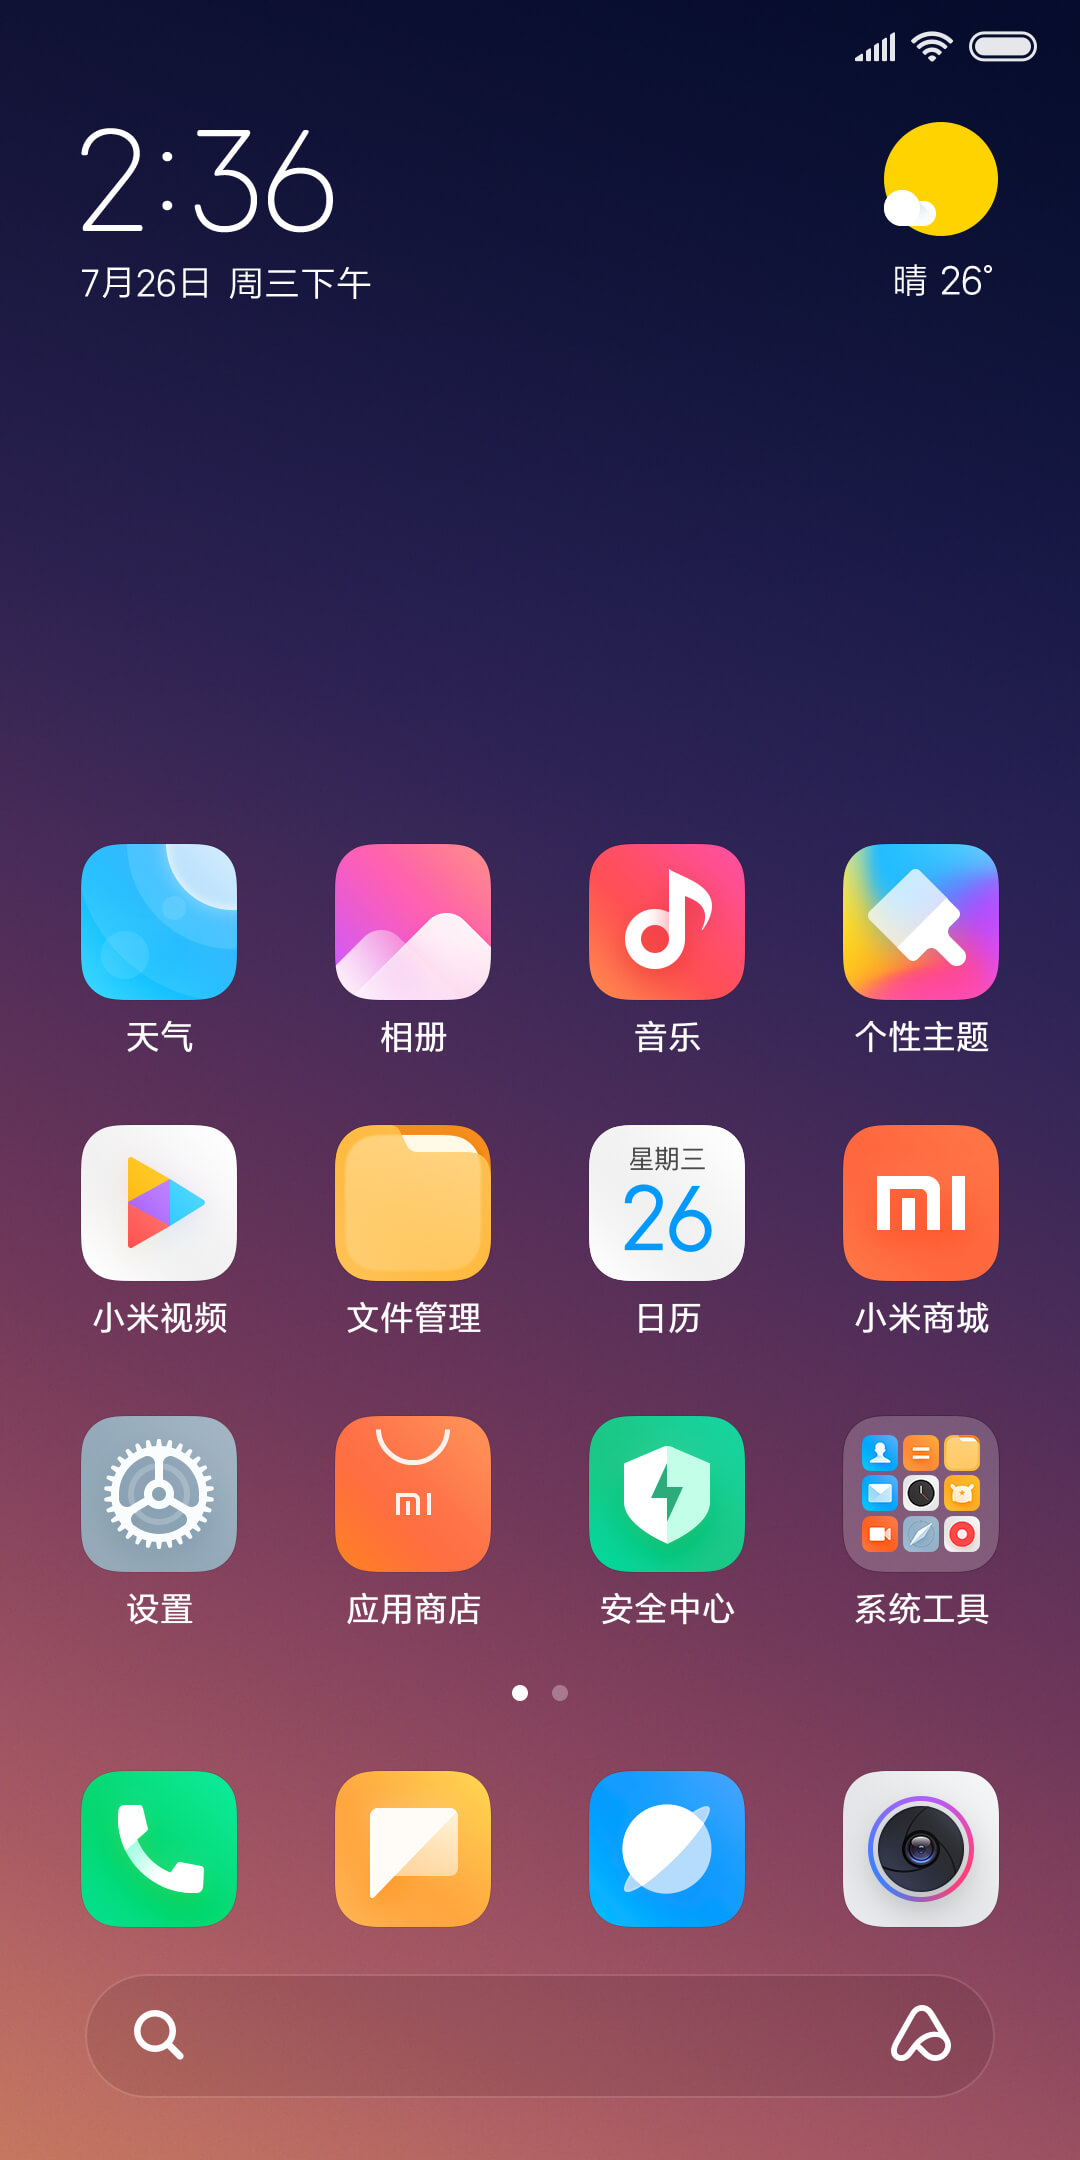 2:36
7月26日 周三下午
晴 26°
天气
相册
音乐
个性主题
星期三
26
mi
小米视频
文件管理
日历
小米商城
mi
设置
应用商店
安全中心
系统工具